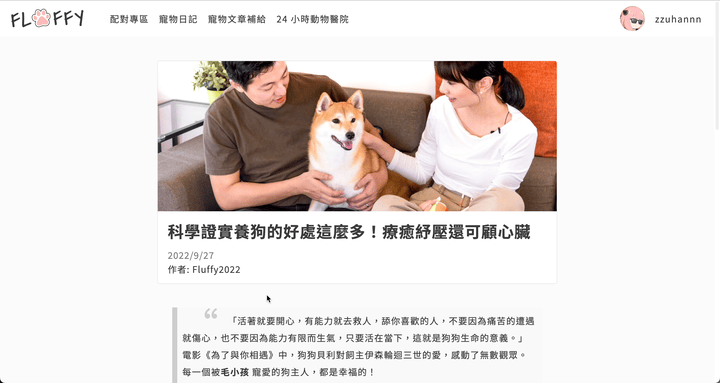 FLUFFY
配對專區 寵物日記 寵物文章補給 24 小時動物醫院
zzuhannn
科學證實養狗的好處這麼多！療癒紓壓還可顧心臟
2022/9/27
作者: Fluffy2022
「活著就要開心，有能力就去救人，舔你喜歡的人，不要因為痛苦的遭遇
就傷心，也不要因為能力有限而生氣，只要活在當下，這就是狗狗生命的意義。」
電影《為了與你相遇》中，狗狗貝利對飼主伊森輪迴三世的愛，感動了無數觀眾。
每一個被毛小孩 寵愛的狗主人，都是幸福的！